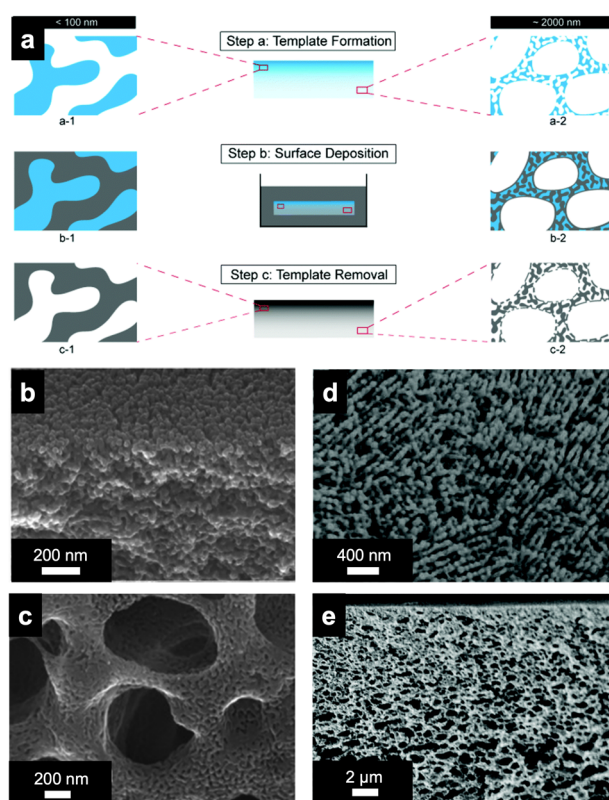 a
< 100 nm
~ 2000 nm
Step a: Template Formation
a-1
a-2
Step b: Surface Deposition
b-1
b-2
Step c: Template Removal
c-1
c-2
b
200 nm
d
400 nm
c
200 nm
e
2 µm